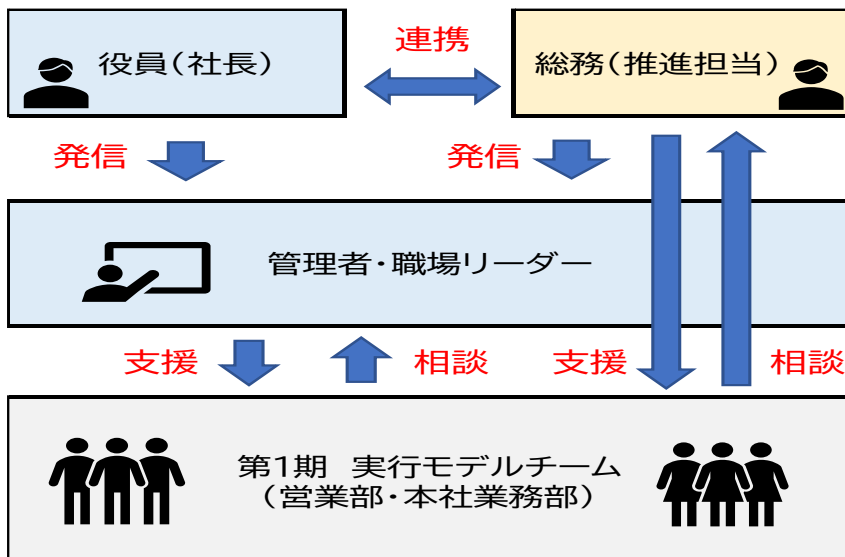 連携
役員(社長)
総務(推進担当)
発信
発信
管理者・職場リーダー
支援
相談
支援
相談
第1期 実行モデルチーム
(営業部・本社業務部)